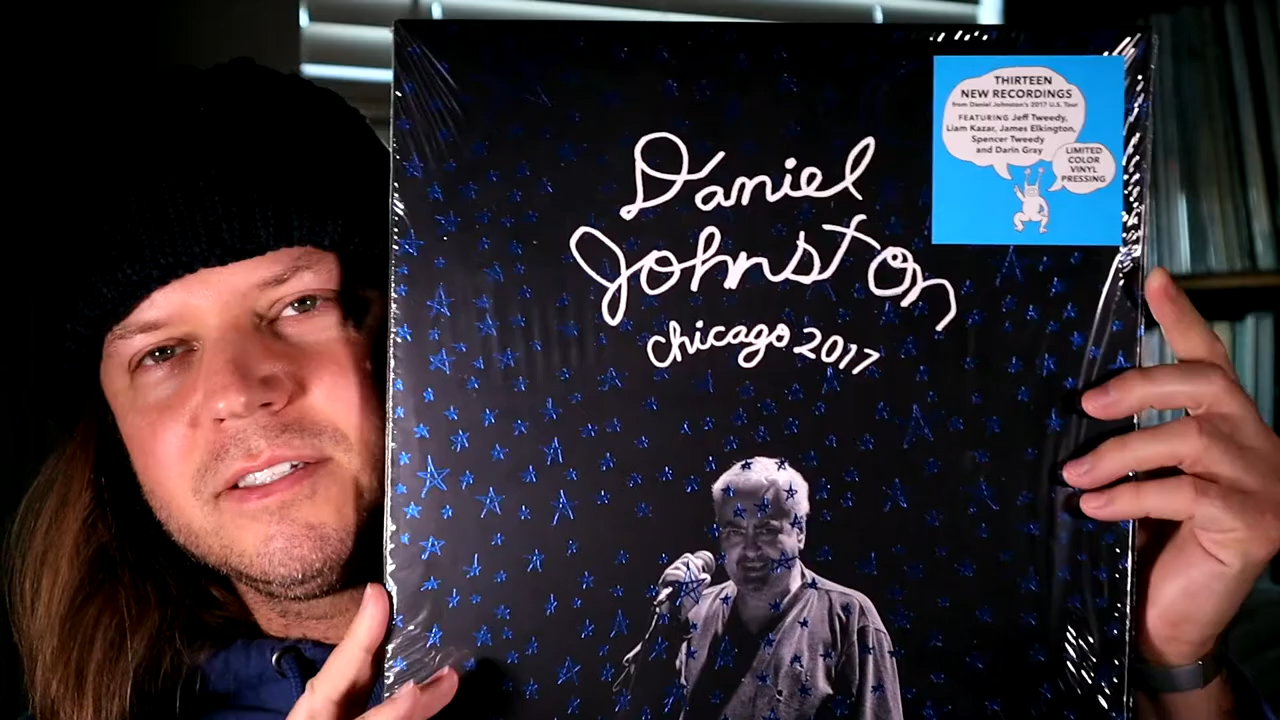 Daniel
Johnston
chicago 2017
THIRTEEN
NEW RECORDINGS
from Daniel Johnston's 2017 U.S. Tour
FEATURING Jeff Tweedy,
Liam Kazar, James Elkington,
Spencer Tweedy
and Darin Gray
LIMITED
COLOR
VINYL
PRESSING